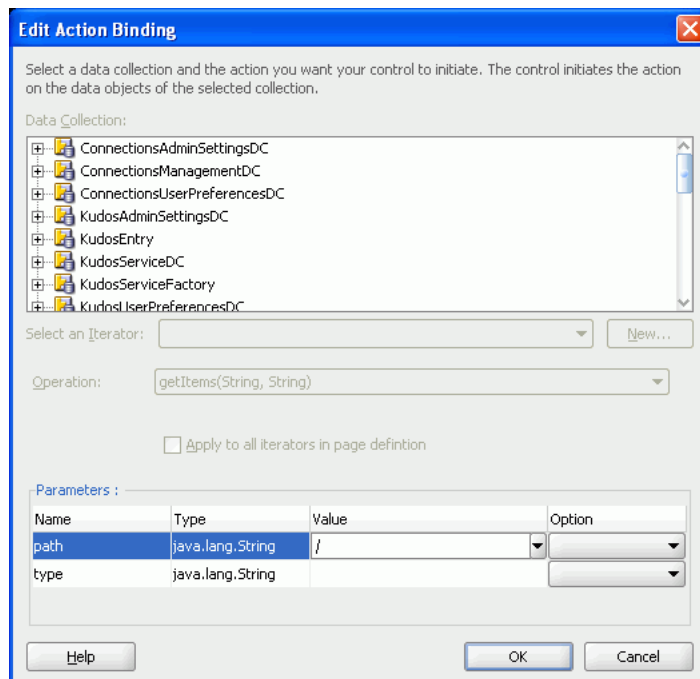 Edit Action Binding
Select a data collection and the action you want your control to initiate. The control initiates the action
on the data objects of the selected collection.
Data Collection:
ConnectionsAdminSettingsDC
ConnectionsManagementDC
ConnectionsUserPreferencesDC
KudosAdminSettingsDC
KudosEntry
KudosServiceDC
KudosServiceFactory
KudosUserPreferencesDC
Select an Iterator: New...
Operation: getItems(String, String)
Apply to all iterators in page defintion
Parameters :
Name Type Value Option
path java.lang.String /
type java.lang.String
Help OK Cancel